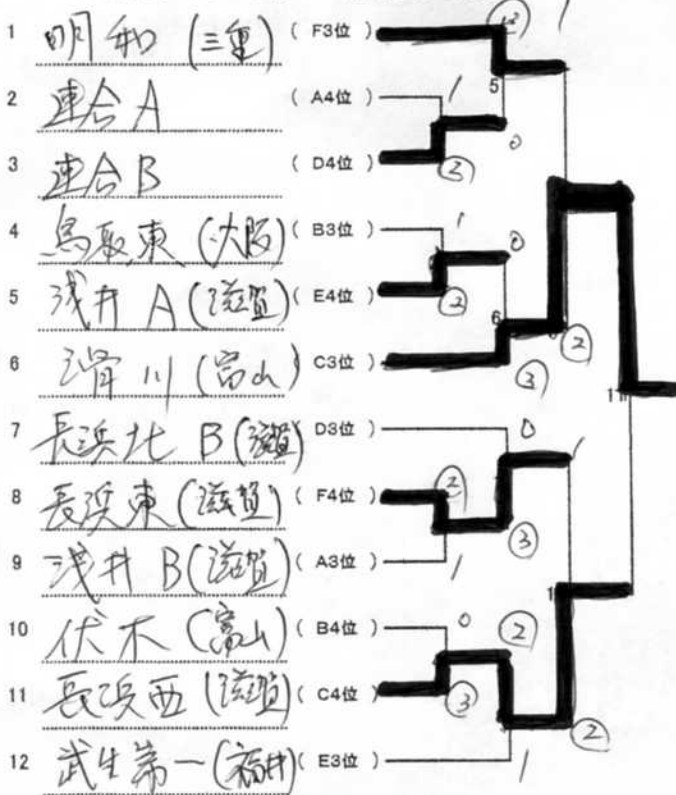 1 明和 (三重) ( F3位 ) ② 1
5
2 連合A ( A4位 ) 1
0
3 連合B ( D4位 ) ②
4 鳥取東 (大阪) ( B3位 ) 1 0
5 浅井 A (滋賀) ( E4位 ) ② 6 ②
6 滑川 (富山) ( C3位 ) ③
11
7 長浜北 B (滋賀) D3位 ) 0 1
8 長浜東 (滋賀) ( F4位 ) ② ③
9 浅井 B (滋賀) ( A3位 ) 1
10 伏木 (富山) ( B4位 ) 0 ②
11 長浜西 (滋賀) ( C4位 ) ③ ②
12 武生第一 (福井) ( E3位 ) 1